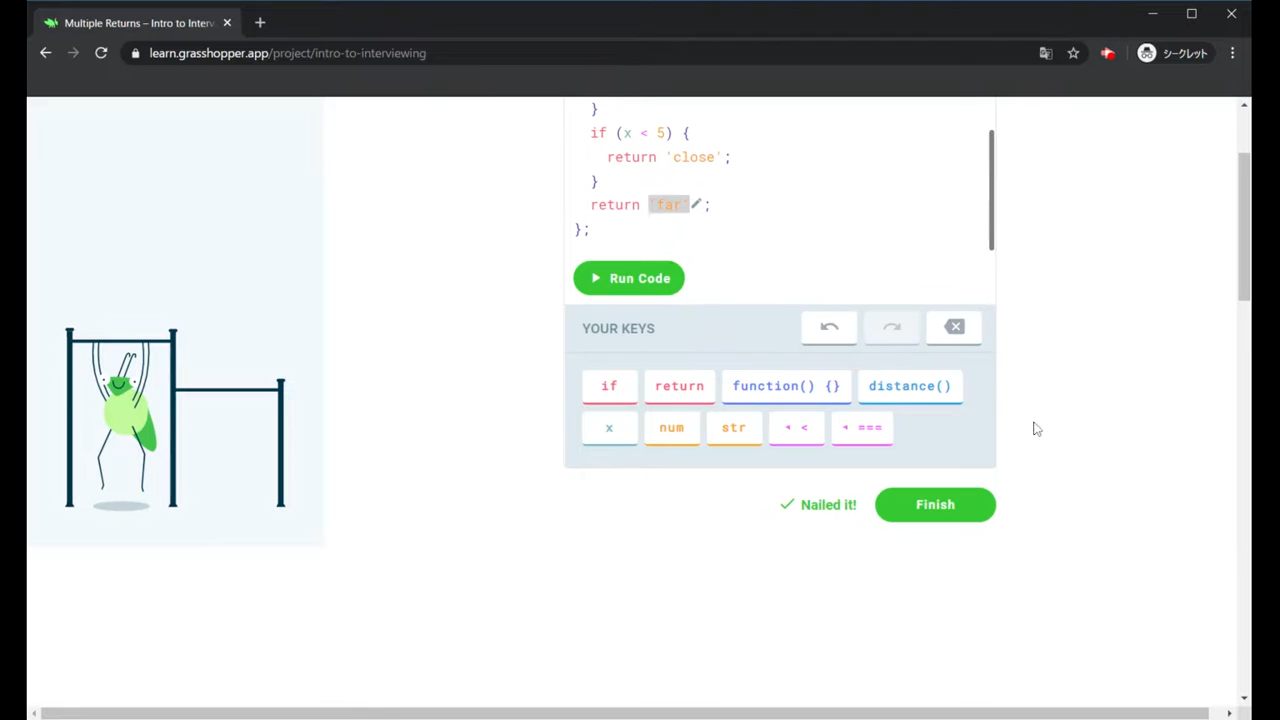 Multiple Returns – Intro to Interv
learn.grasshopper.app/project/intro-to-interviewing
シークレット
}
if (x < 5) {
return 'close';
}
return 'far';
};
Run Code
YOUR KEYS
if return function() {} distance()
x num str < ===
Nailed it! Finish